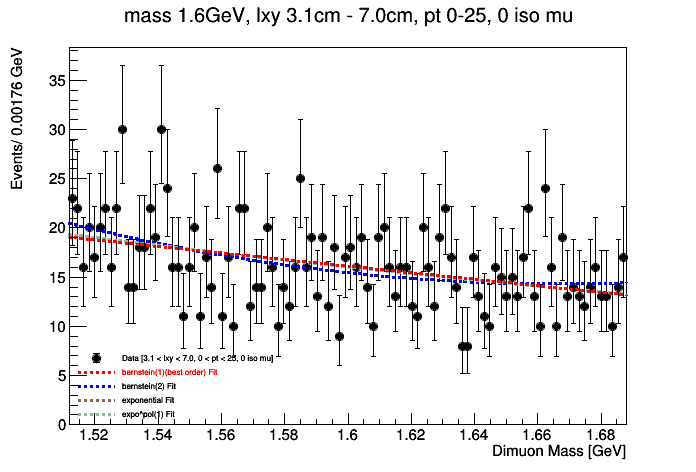 mass 1.6GeV, lxy 3.1cm - 7.0cm, pt 0-25, 0 iso mu
Events/ 0.00176 GeV
35
30
25
20
15
10
5
0
Data [3.1 < lxy < 7.0, 0 < pt < 25, 0 iso mu]
bernstein(1)(best order) Fit
bernstein(2) Fit
exponential Fit
expo*pol(1) Fit
1.52 1.54 1.56 1.58 1.6 1.62 1.64 1.66 1.68
Dimuon Mass [GeV]